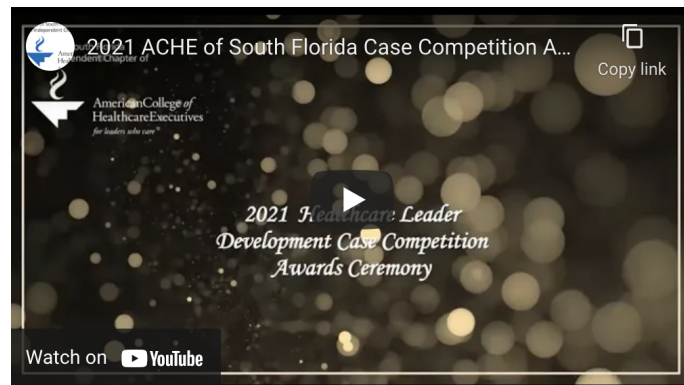 2021 ACHE of South Florida Case Competition A...
Copy link
American College of
Healthcare Executives
for leaders who care™
2021 Healthcare Leader
Development Case Competition
Awards Ceremony
Watch on YouTube